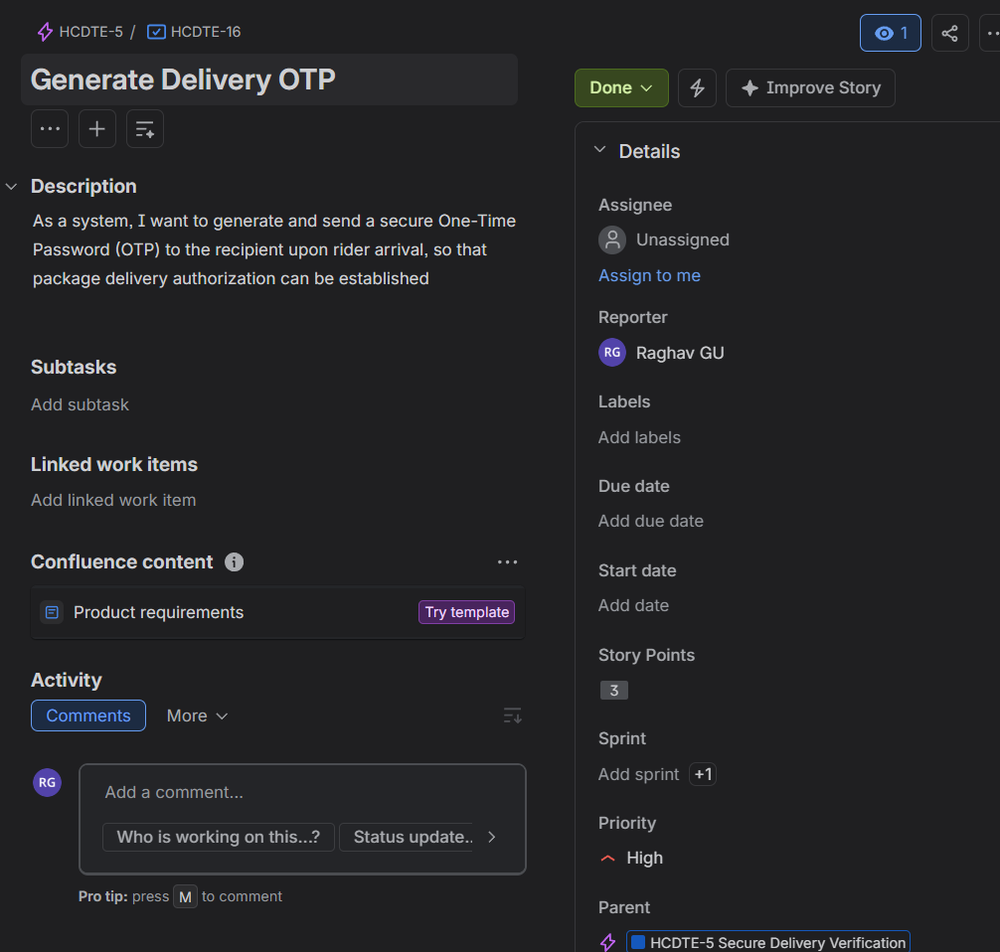 HCDTE-5 / HCDTE-16
1
Generate Delivery OTP
Done
Improve Story
Description
As a system, I want to generate and send a secure One-Time
Password (OTP) to the recipient upon rider arrival, so that
package delivery authorization can be established
Subtasks
Add subtask
Linked work items
Add linked work item
Confluence content
Product requirements
Try template
Activity
Comments
More
RG
Add a comment...
Who is working on this...?
Status update..
Pro tip: press M to comment
Details
Assignee
Unassigned
Assign to me
Reporter
RG Raghav GU
Labels
Add labels
Due date
Add due date
Start date
Add date
Story Points
3
Sprint
Add sprint +1
Priority
High
Parent
HCDTE-5 Secure Delivery Verification